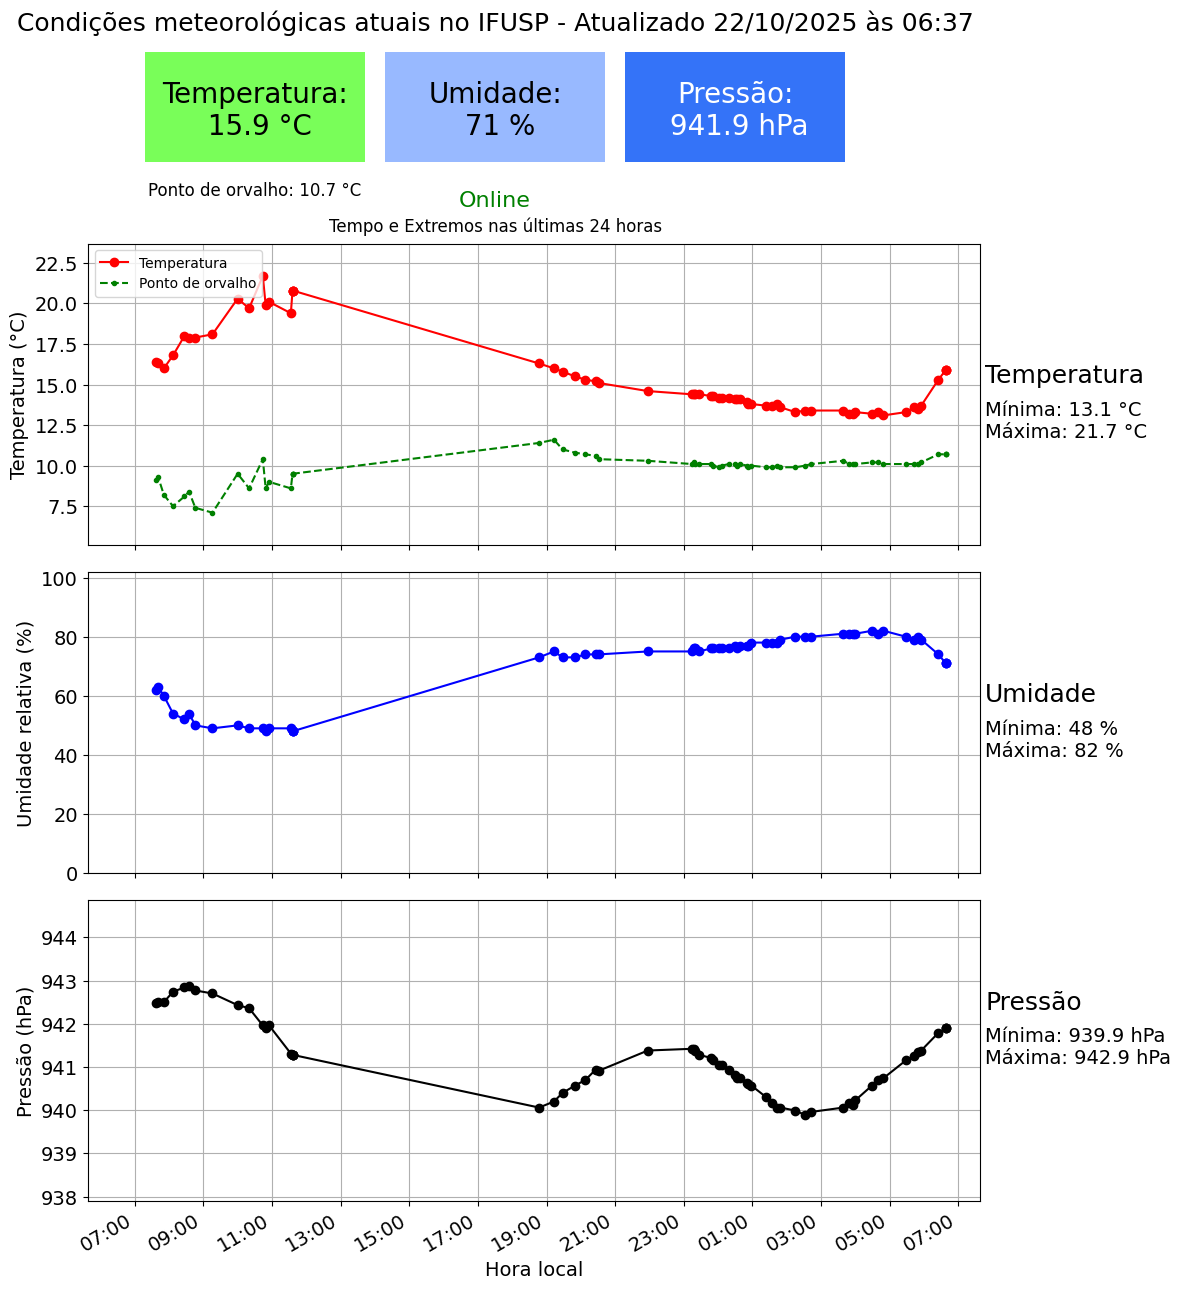 Condições meteorológicas atuais no IFUSP - Atualizado 22/10/2025 às 06:37
Temperatura:
15.9 °C
Umidade:
71 %
Pressão:
941.9 hPa
Ponto de orvalho: 10.7 °C
Online
Tempo e Extremos nas últimas 24 horas
Temperatura
Ponto de orvalho
Temperatura (°C)
22.5
20.0
17.5
15.0
12.5
10.0
7.5
Temperatura
Mínima: 13.1 °C
Máxima: 21.7 °C
Umidade relativa (%)
100
80
60
40
20
0
Umidade
Mínima: 48 %
Máxima: 82 %
Pressão (hPa)
944
943
942
941
940
939
938
Pressão
Mínima: 939.9 hPa
Máxima: 942.9 hPa
07:00 09:00 11:00 13:00 15:00 17:00 19:00 21:00 23:00 01:00 03:00 05:00 07:00
Hora local